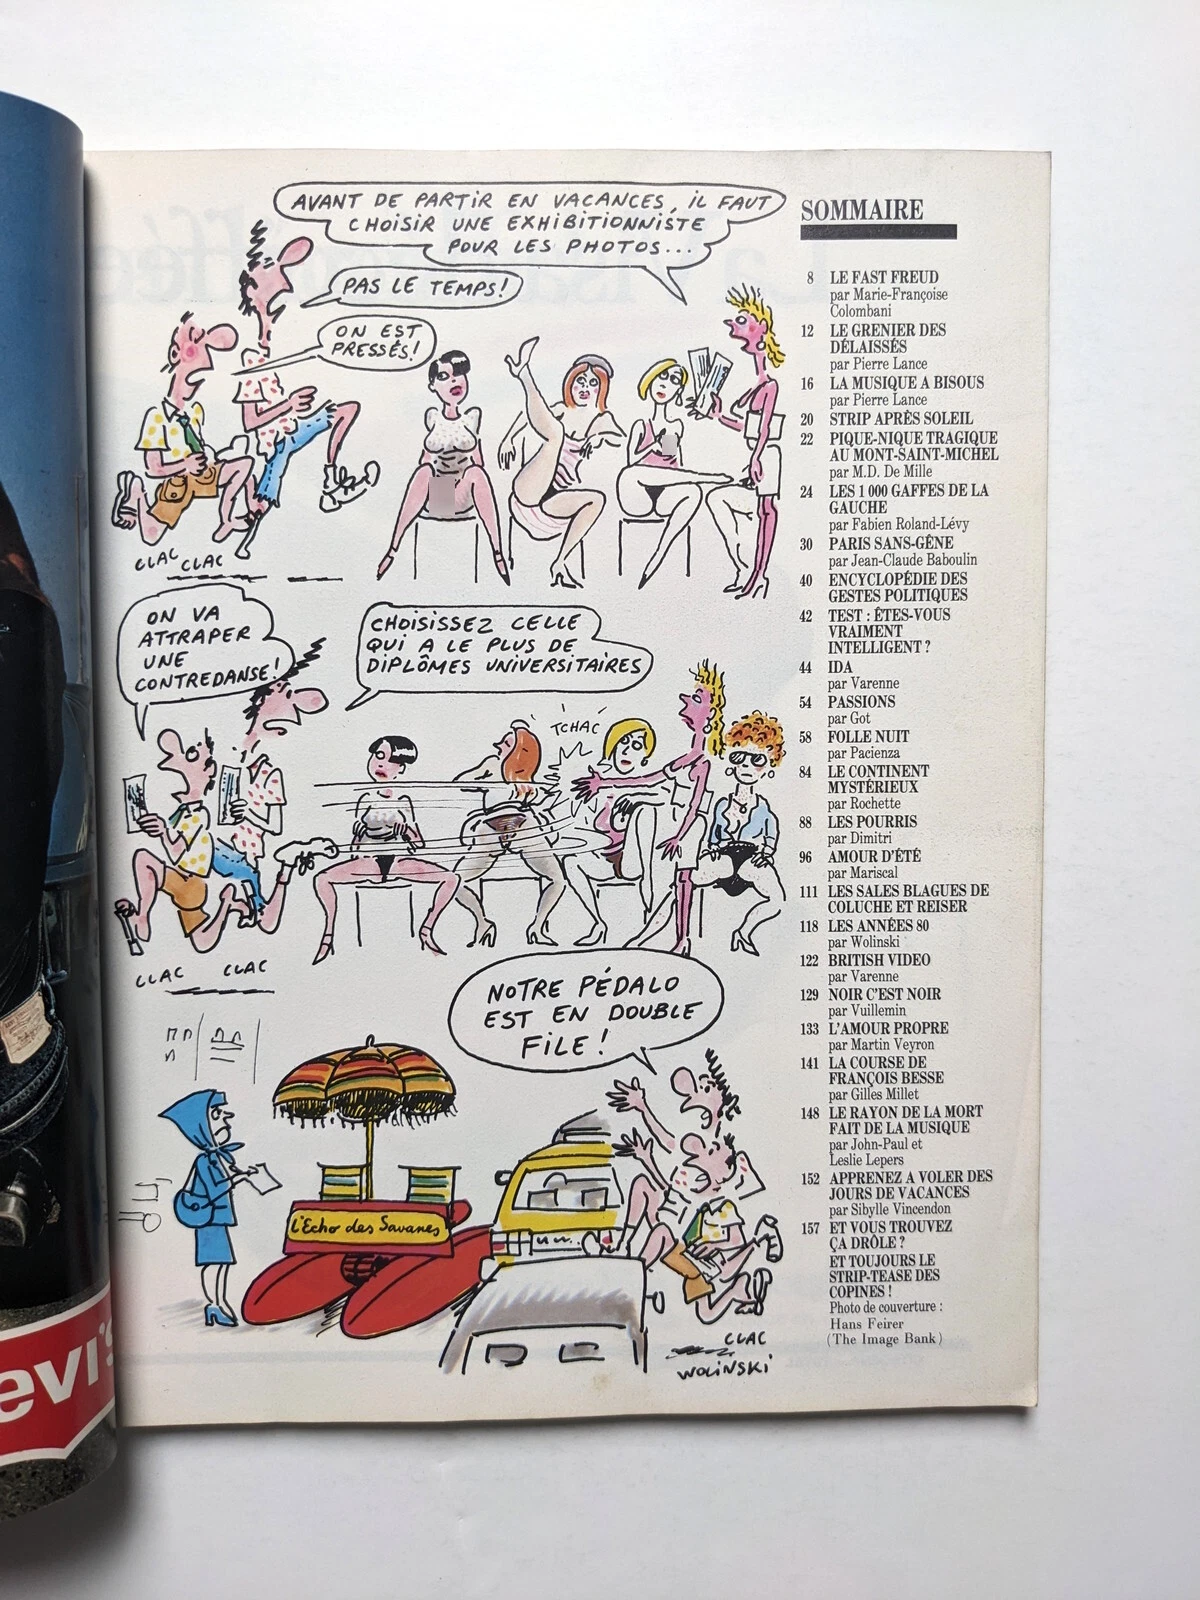 AVANT DE PARTIR EN VACANCES, IL FAUT
CHOISIR UNE EXHIBITIONNISTE
POUR LES PHOTOS...
PAS LE TEMPS!
ON EST
PRESSÉS!
CLAC CLAC
ON VA
ATTRAPER
UNE
CONTREDANSE!
CHOISISSEZ CELLE
QUI A LE PLUS DE
DIPLÔMES UNIVERSITAIRES
TCHAC
CLAC CLAC
NOTRE PÉDALO
EST EN DOUBLE
FILE!
L'Echo des Savanes
CLAC
WOLINSKI
evi's
SOMMAIRE
8 LE FAST FREUD
par Marie-Françoise
Colombani
12 LE GRENIER DES
DÉLAISSÉS
par Pierre Lance
16 LA MUSIQUE A BISOUS
par Pierre Lance
20 STRIP APRÈS SOLEIL
22 PIQUE-NIQUE TRAGIQUE
AU MONT-SAINT-MICHEL
par M.D. De Mille
24 LES 1 000 GAFFES DE LA
GAUCHE
par Fabien Roland-Lévy
30 PARIS SANS-GÊNE
par Jean-Claude Baboulin
40 ENCYCLOPÉDIE DES
GESTES POLITIQUES
42 TEST : ÊTES-VOUS
VRAIMENT
INTELLIGENT ?
44 IDA
par Varenne
54 PASSIONS
par Got
58 FOLLE NUIT
par Pacienza
84 LE CONTINENT
MYSTÉRIEUX
par Rochette
88 LES POURRIS
par Dimitri
96 AMOUR D'ÉTÉ
par Mariscal
111 LES SALES BLAGUES DE
COLUCHE ET REISER
118 LES ANNÉES 80
par Wolinski
122 BRITISH VIDEO
par Varenne
129 NOIR C'EST NOIR
par Vuillemin
133 L'AMOUR PROPRE
par Martin Veyron
141 LA COURSE DE
FRANÇOIS BESSE
par Gilles Millet
148 LE RAYON DE LA MORT
FAIT DE LA MUSIQUE
par John-Paul et
Leslie Lepers
152 APPRENEZ A VOLER DES
JOURS DE VACANCES
par Sibylle Vincendon
157 ET VOUS TROUVEZ
ÇA DRÔLE ?
ET TOUJOURS LE
STRIP-TEASE DES
COPINES !
Photo de couverture :
Hans Feirer
(The Image Bank)